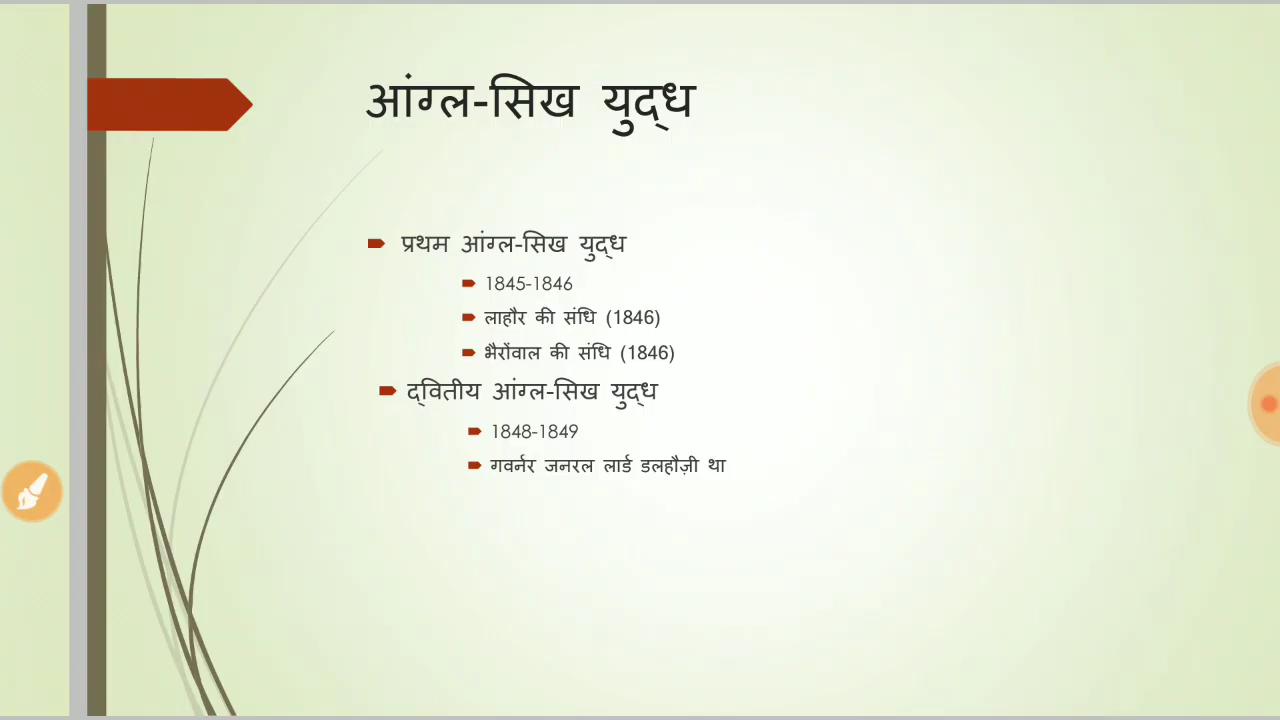 आंग्ल-सिख युद्ध
प्रथम आंग्ल-सिख युद्ध
1845-1846
लाहौर की संधि (1846)
भैरोंवाल की संधि (1846)
द्वितीय आंग्ल-सिख युद्ध
1848-1849
गवर्नर जनरल लार्ड डलहौज़ी था